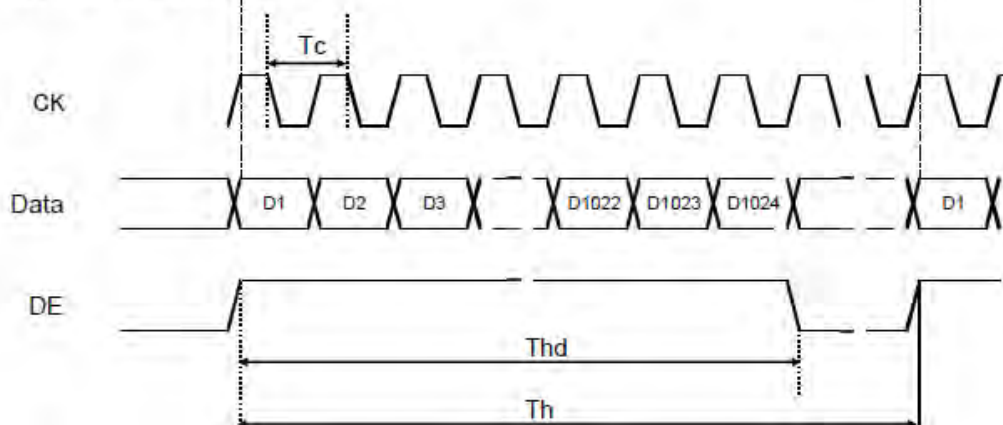 Tc
CK
Data D1 D2 D3 D1022 D1023 D1024 D1
DE
Thd
Th